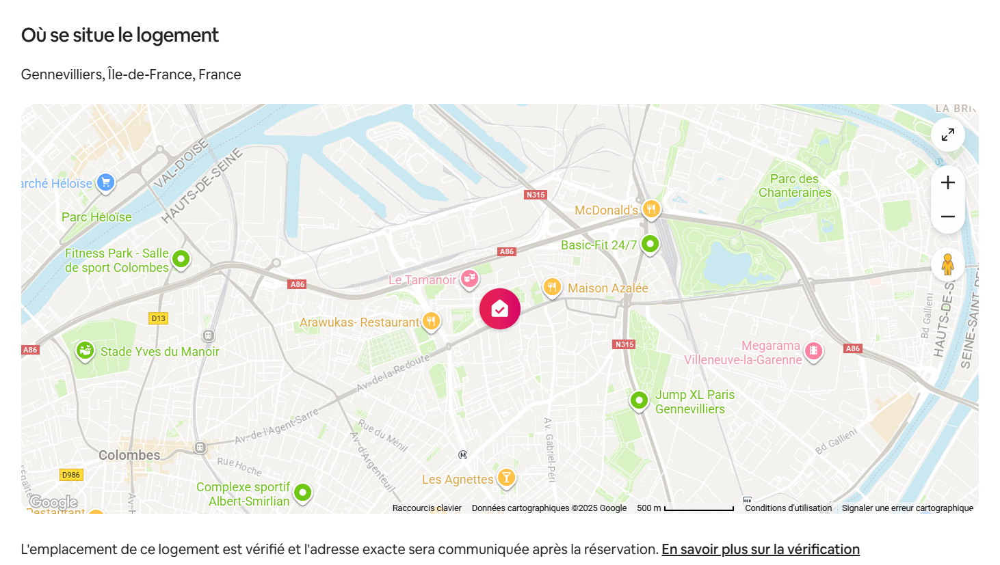 Où se situe le logement
Gennevilliers, Île-de-France, France
LA BRI
VAL-D'OISE
HAUTS-DE-SEINE
arché Héloïse
Parc Héloïse
Parc des
Chanteraines
N315
McDonald's
Basic-Fit 24/7
Fitness Park - Salle
de sport Colombes
A86
A86
Le Tamanoir
Maison Azalée
Arawukas- Restaurant
D13
A86
Stade Yves du Manoir
N315
Megarama
Villeneuve-la-Garenne
A86
Bd Gallieni
HAUTS-DE-S
SEINE-SAINT-DE
Av. de la Redoute
Jump XL Paris
Gennevilliers
Av. de l'Agent-Sarre
Rue du Ménil
Av. d'Argenteuil
Av. Gabriel-Péri
Bd Gallieni
Colombes
M
Rue Hoche
D986
Les Agnettes
Complexe sportif
Albert-Smirlian
Google
Restaurant
Raccourcis clavier
Données cartographiques ©2025 Google
500 m
Conditions d'utilisation
Signaler une erreur cartographique
L'emplacement de ce logement est vérifié et l'adresse exacte sera communiquée après la réservation. En savoir plus sur la vérification